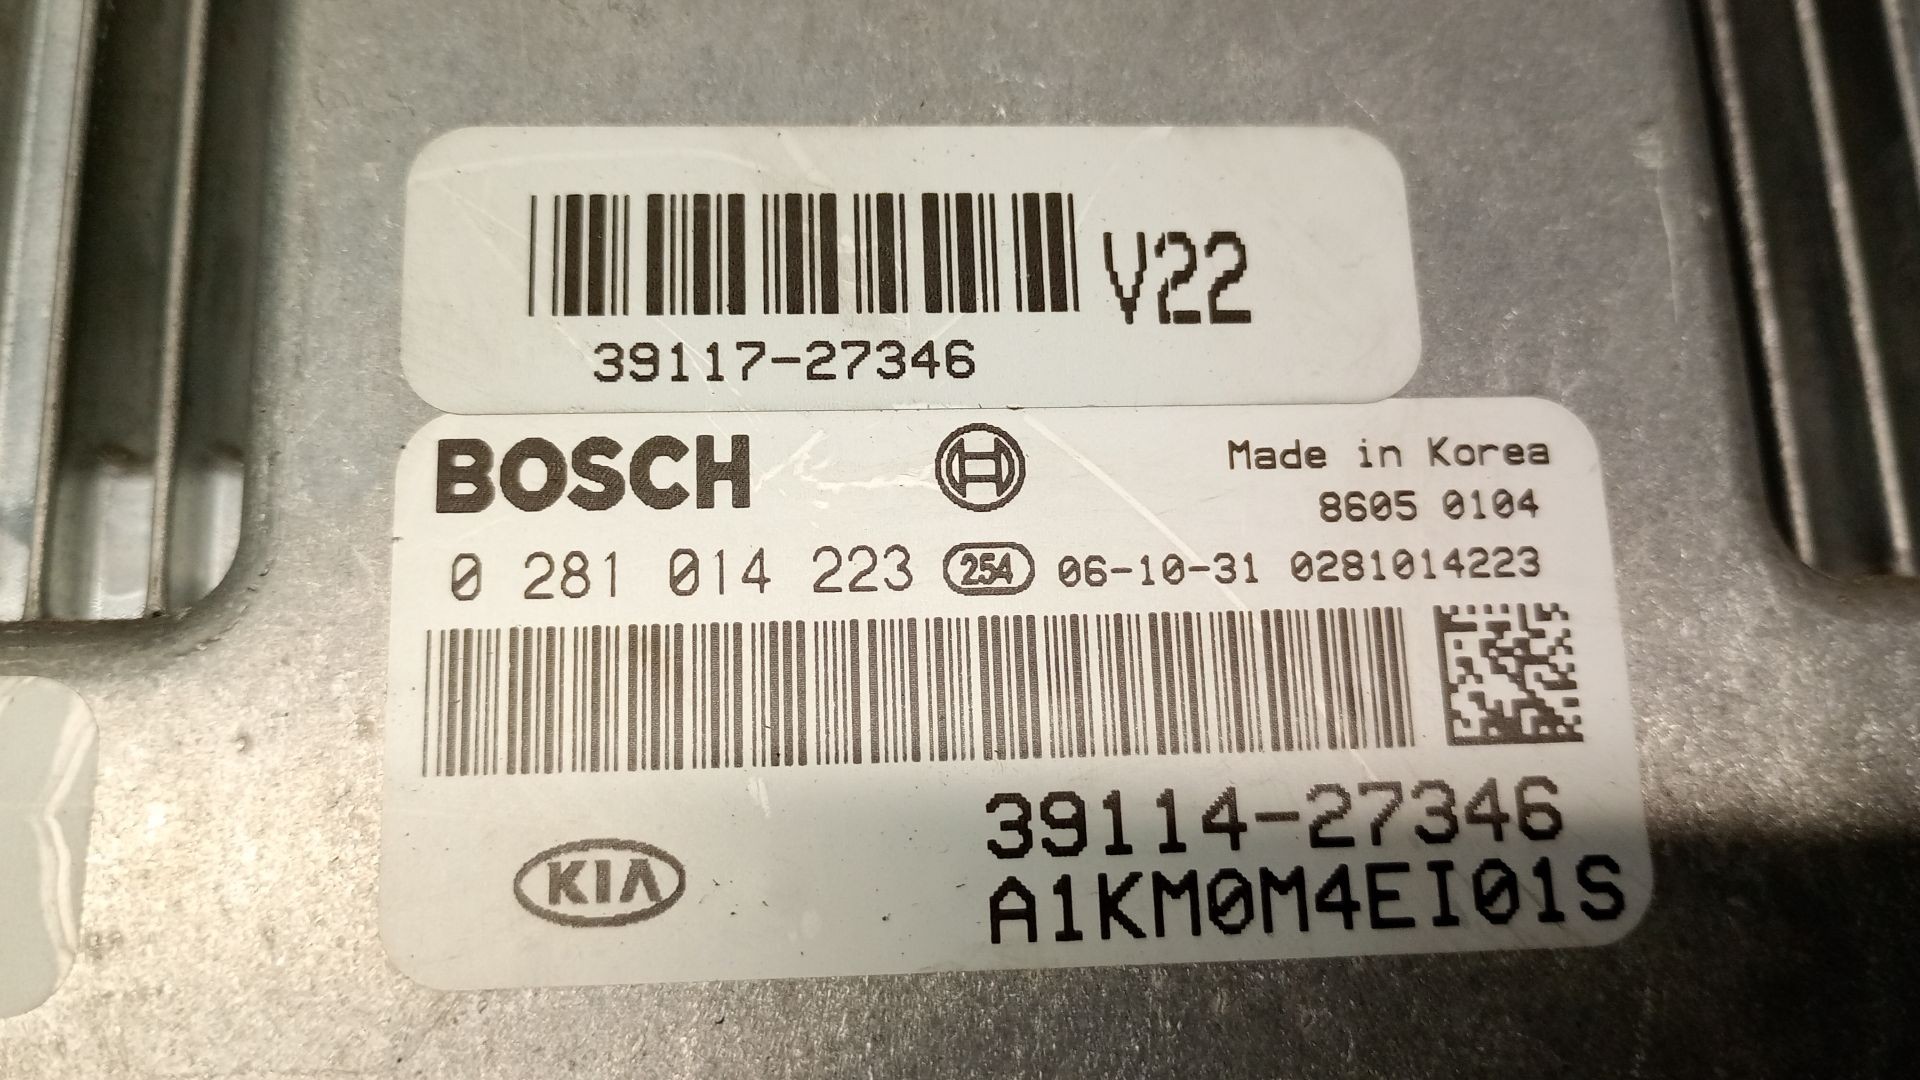 V22
39117-27346
BOSCH
Made in Korea
8605 0104
0 281 014 223 254 06-10-31 0281014223
39114-27346
KIA
A1KM0M4EI01S